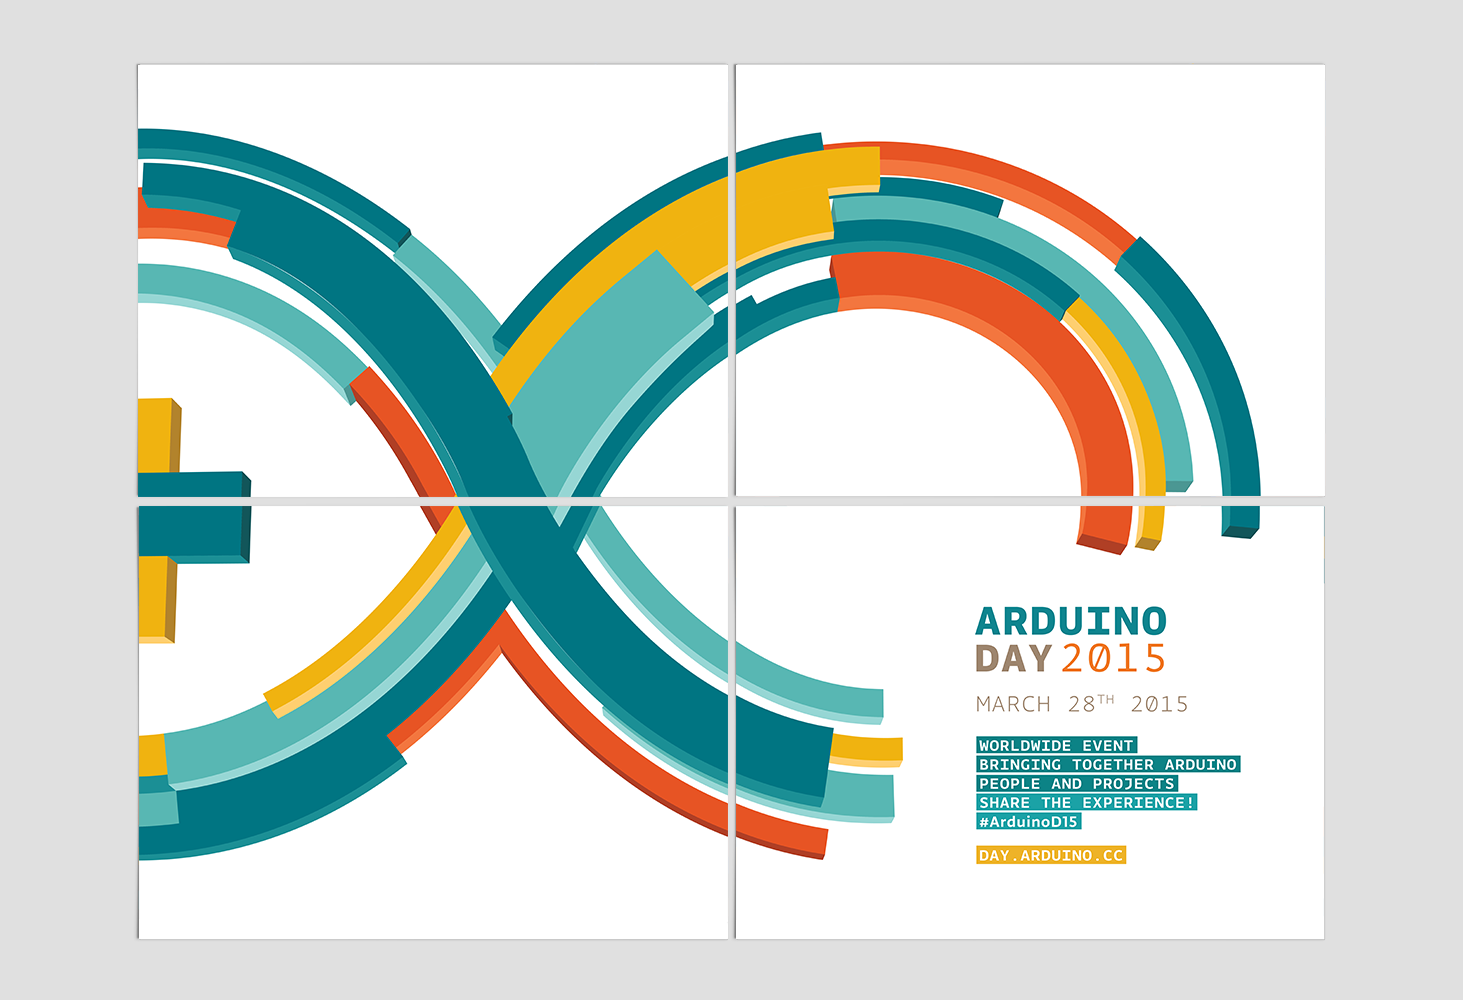 ARDUINO
DAY 2015
MARCH 28TH 2015
WORLDWIDE EVENT
BRINGING TOGETHER ARDUINO
PEOPLE AND PROJECTS
SHARE THE EXPERIENCE!
#ArduinoD15
DAY.ARDUINO.CC